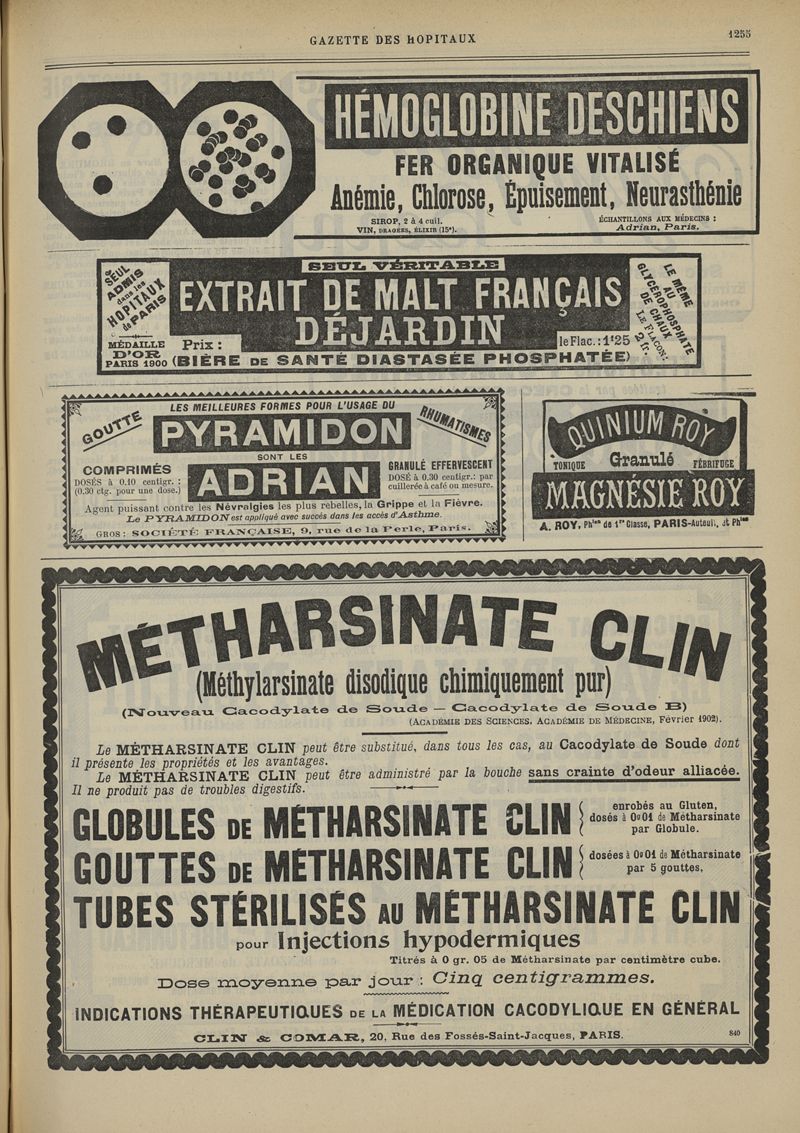 GAZETTE DES HOPITAUX
1255
HÉMOGLOBINE DESCHIENS
FER ORGANIQUE VITALISÉ
Anémie, Chlorose, Épuisement, Neurasthénie
SIROP, 2 à 4 cuil.
VIN, DRAGÉES, ÉLIXIR (15ᵉ).
ÉCHANTILLONS AUX MÉDECINS :
Adrian, Paris.
SEUL VÉRITABLE
le SEUL
ADMIS
dans les
HOPITAUX
de PARIS
EXTRAIT DE MALT FRANÇAIS
DÉJARDIN
LE MÊME
AU
GLYCÉROPHOSPHATE
DE CHAUX
LE FLACON :
2 fr.
MÉDAILLE
D'OR
PARIS 1900
Prix :
le Flac. : 1f25
(BIÈRE DE SANTÉ DIASTASÉE PHOSPHATÉE)
LES MEILLEURES FORMES POUR L'USAGE DU
GOUTTE
PYRAMIDON
RHUMATISMES
SONT LES
COMPRIMÉS
DOSÉS à 0.10 centigr. :
(0.30 ctg. pour une dose.)
ADRIAN
GRANULÉ EFFERVESCENT
DOSÉ à 0.30 centigr.: par
cuillerée à café ou mesure.
Agent puissant contre les Névralgies les plus rebelles, la Grippe et la Fièvre.
Le PYRAMIDON est appliqué avec succès dans les accès d'Asthme.
GROS : SOCIÉTÉ FRANÇAISE, 9, rue de la Perle, Paris.
QUINIUM ROY
TONIQUE Granulé FÉBRIFUGE
MAGNÉSIE ROY
A. ROY, Phien de 1re Classe, PARIS-Auteuil, et Phies
MÉTHARSINATE CLIN
(Méthylarsinate disodique chimiquement pur)
(Nouveau Cacodylate de Soude — Cacodylate de Soude B)
(ACADÉMIE DES SCIENCES, ACADÉMIE DE MÉDECINE, Février 1902).
Le MÉTHARSINATE CLIN peut être substitué, dans tous les cas, au Cacodylate de Soude dont
il présente les propriétés et les avantages.
Le MÉTHARSINATE CLIN peut être administré par la bouche sans crainte d'odeur alliacée.
Il ne produit pas de troubles digestifs.
GLOBULES DE MÉTHARSINATE CLIN
enrobés au Gluten,
dosés à 0g01 de Métharsinate
par Globule.
GOUTTES DE MÉTHARSINATE CLIN
dosées à 0g01 de Métharsinate
par 5 gouttes,
TUBES STÉRILISÉS AU MÉTHARSINATE CLIN
pour Injections hypodermiques
Titrés à 0 gr. 05 de Métharsinate par centimètre cube.
Dose moyenne par jour : Cinq centigrammes.
INDICATIONS THÉRAPEUTIQUES DE LA MÉDICATION CACODYLIQUE EN GÉNÉRAL
CLIN & COMAR, 20, Rue des Fossés-Saint-Jacques, PARIS.
840